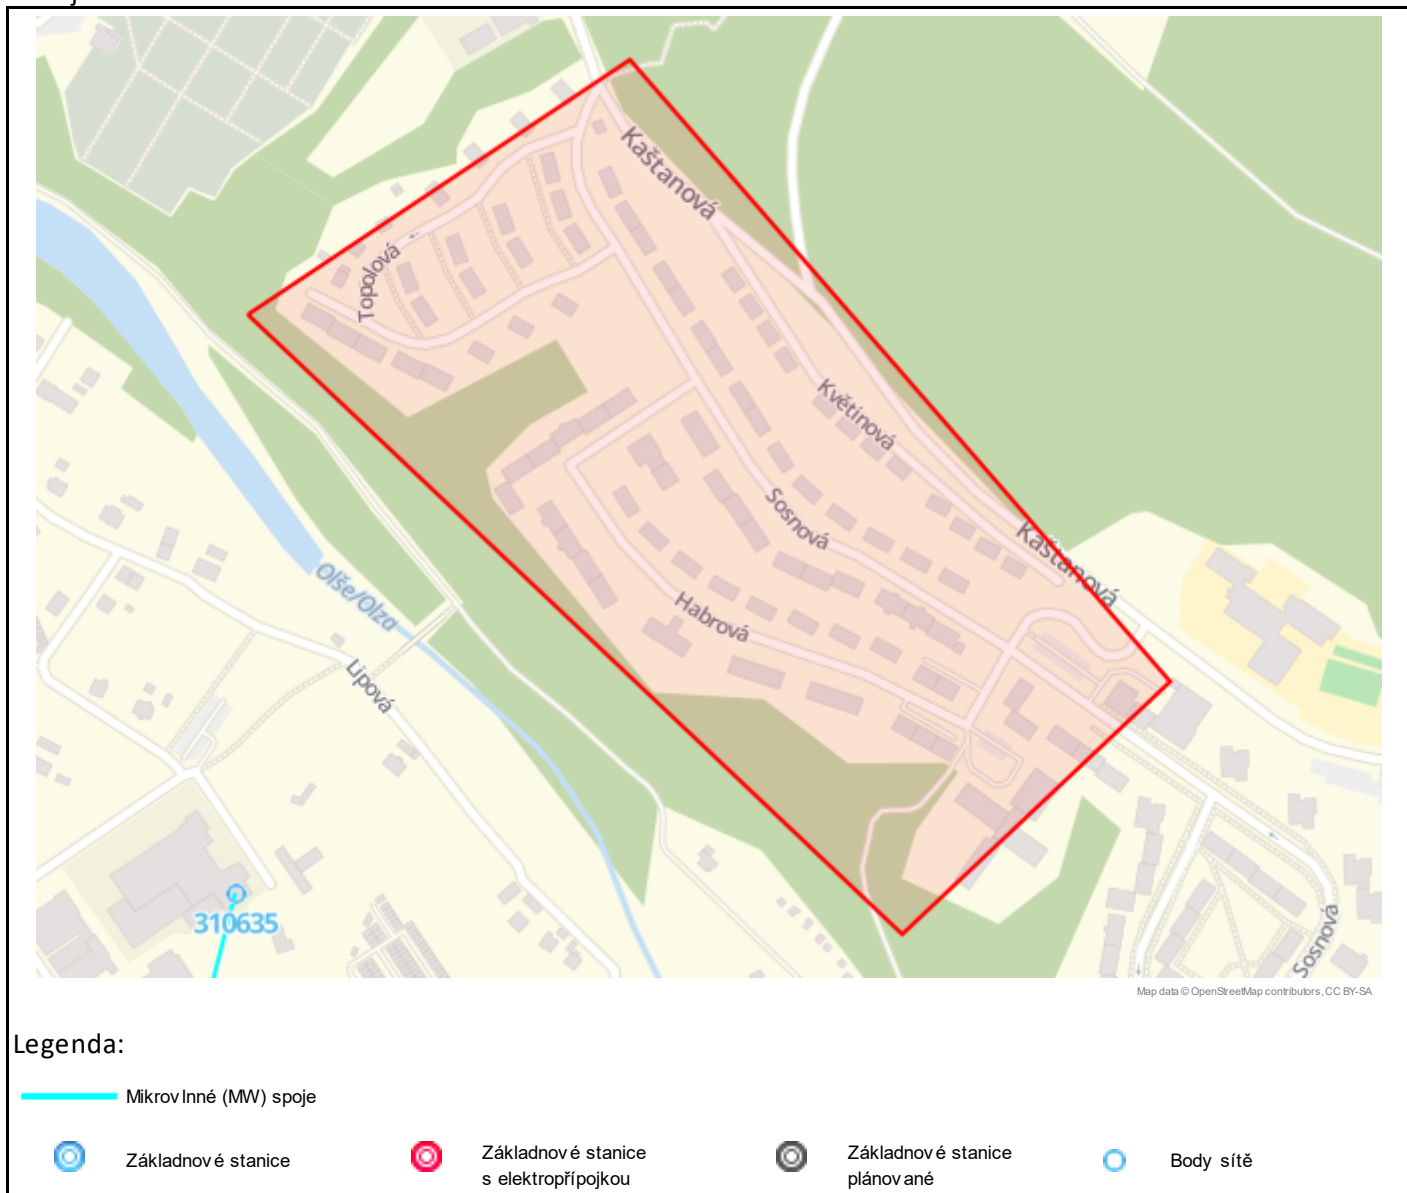 Kaštanová
Topolová
Květinová
Sosnová
Kaštanová
Olše/Olza
Habrová
Lipová
310635
Sosnová
Map data © OpenStreetMap contributors, CC BY-SA
Legenda:
Mikrovlnné (MW) spoje
Základnové stanice
Základnové stanice
s elektropřípojkou
Základnové stanice
plánované
Body sítě